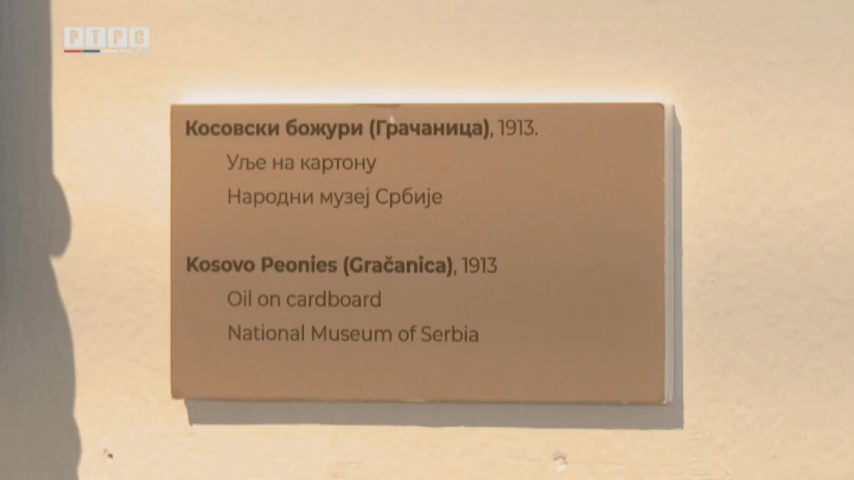 РТРС
Косовски божури (Грачаница), 1913.
Уље на картону
Народни музеј Србије
Kosovo Peonies (Gračanica), 1913
Oil on cardboard
National Museum of Serbia